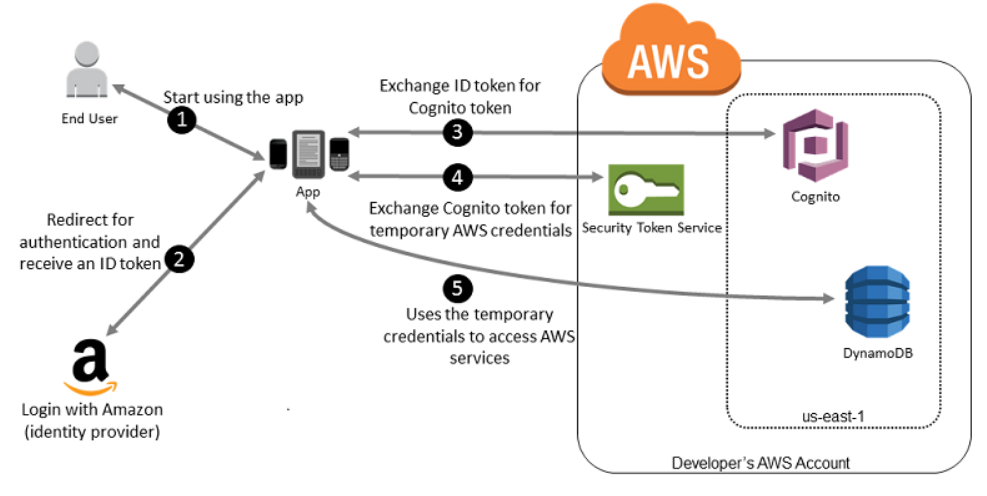 AWS
End User
Start using the app
1
Exchange ID token for
Cognito token
3
App
4
Exchange Cognito token for
temporary AWS credentials
Security Token Service
Cognito
Redirect for
authentication and
receive an ID token
2
5
Uses the temporary
credentials to access AWS
services
DynamoDB
a
Login with Amazon
(identity provider)
us-east-1
Developer's AWS Account